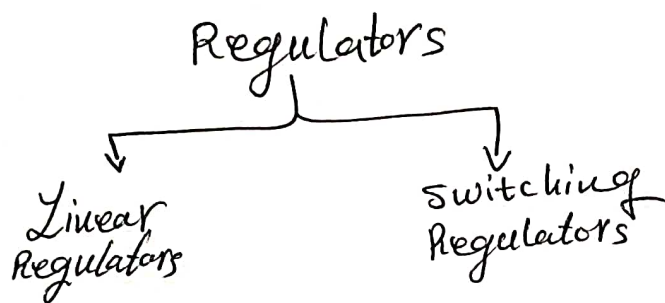 Regulators
Linear
Regulators
Switching
Regulators